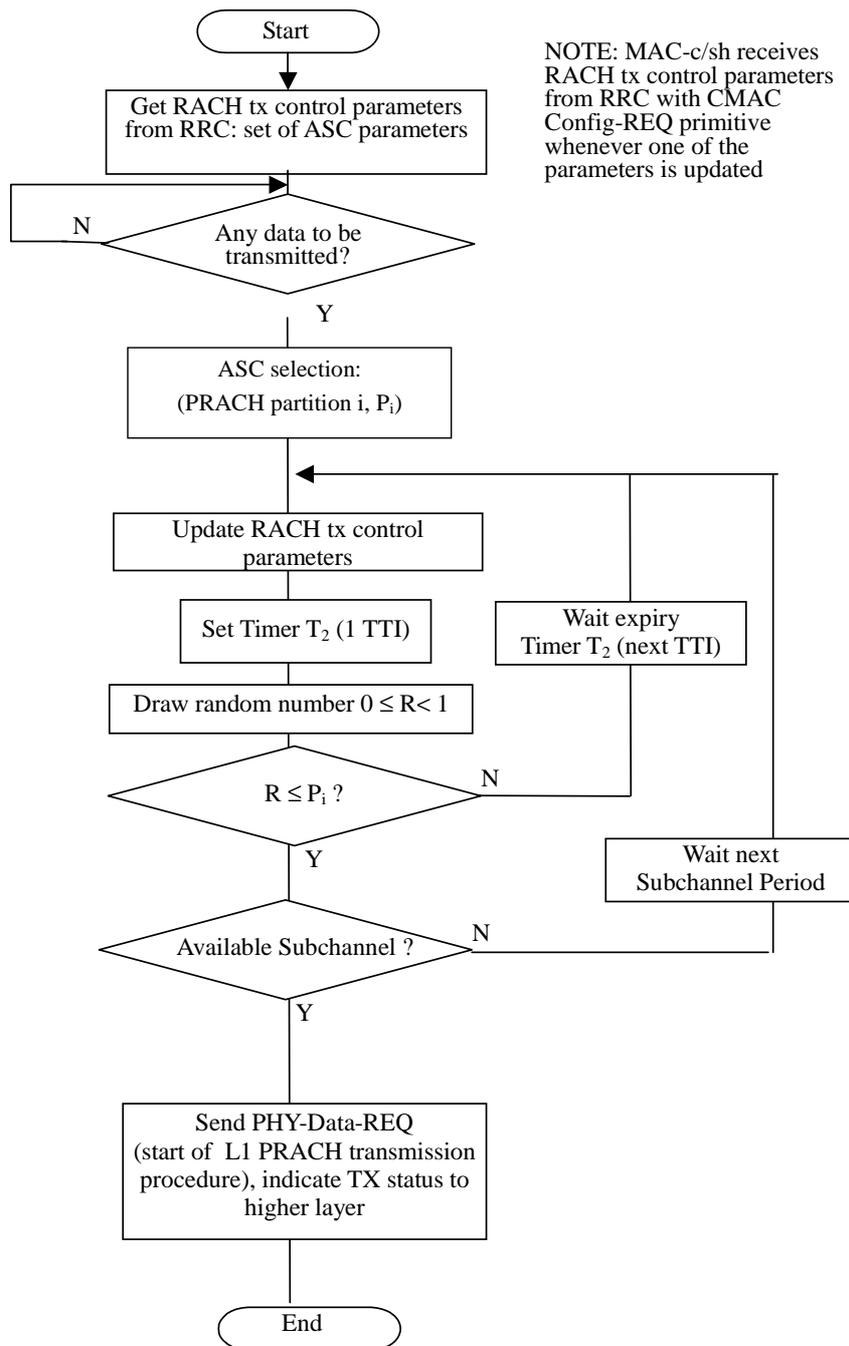 Start
NOTE: MAC-c/sh receives
RACH tx control parameters
from RRC with CMAC
Config-REQ primitive
whenever one of the
parameters is updated
Get RACH tx control parameters
from RRC: set of ASC parameters
N
Any data to be
transmitted?
Y
ASC selection:
(PRACH partition i, Pᵢ)
Update RACH tx control
parameters
Set Timer T₂ (1 TTI)
Wait expiry
Timer T₂ (next TTI)
Draw random number 0 ≤ R< 1
R ≤ Pᵢ ?
N
Y
Wait next
Subchannel Period
Available Subchannel ?
N
Y
Send PHY-Data-REQ
(start of L1 PRACH transmission
procedure), indicate TX status to
higher layer
End